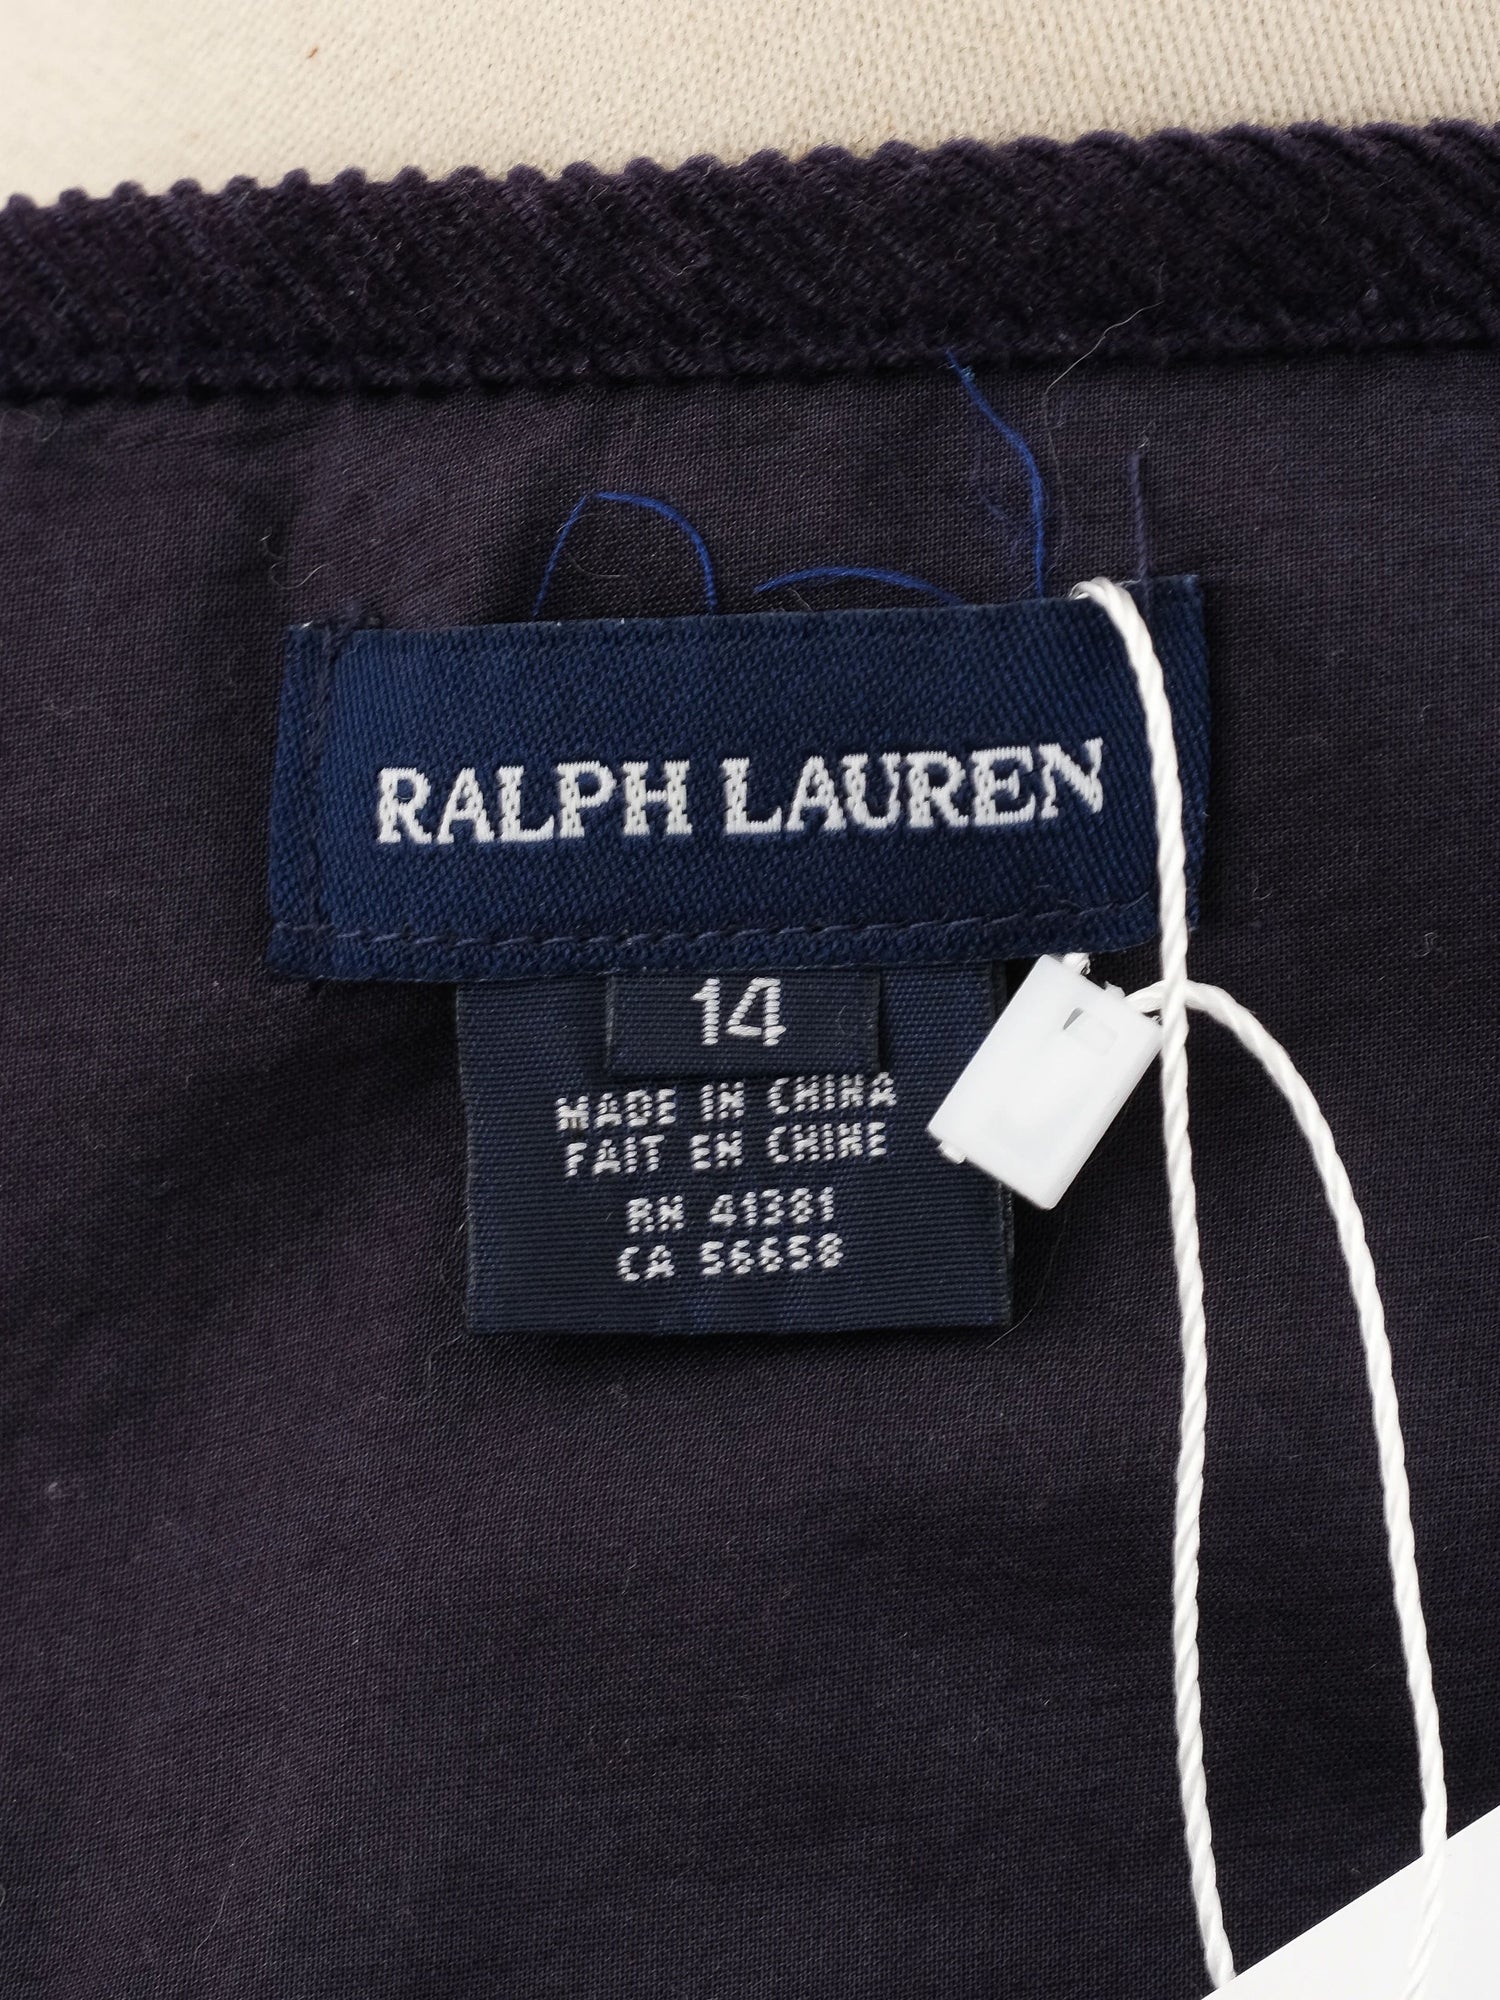 RALPH LAUREN
14
MADE IN CHINA
FAIT EN CHINE
RN 41381
CA 56658